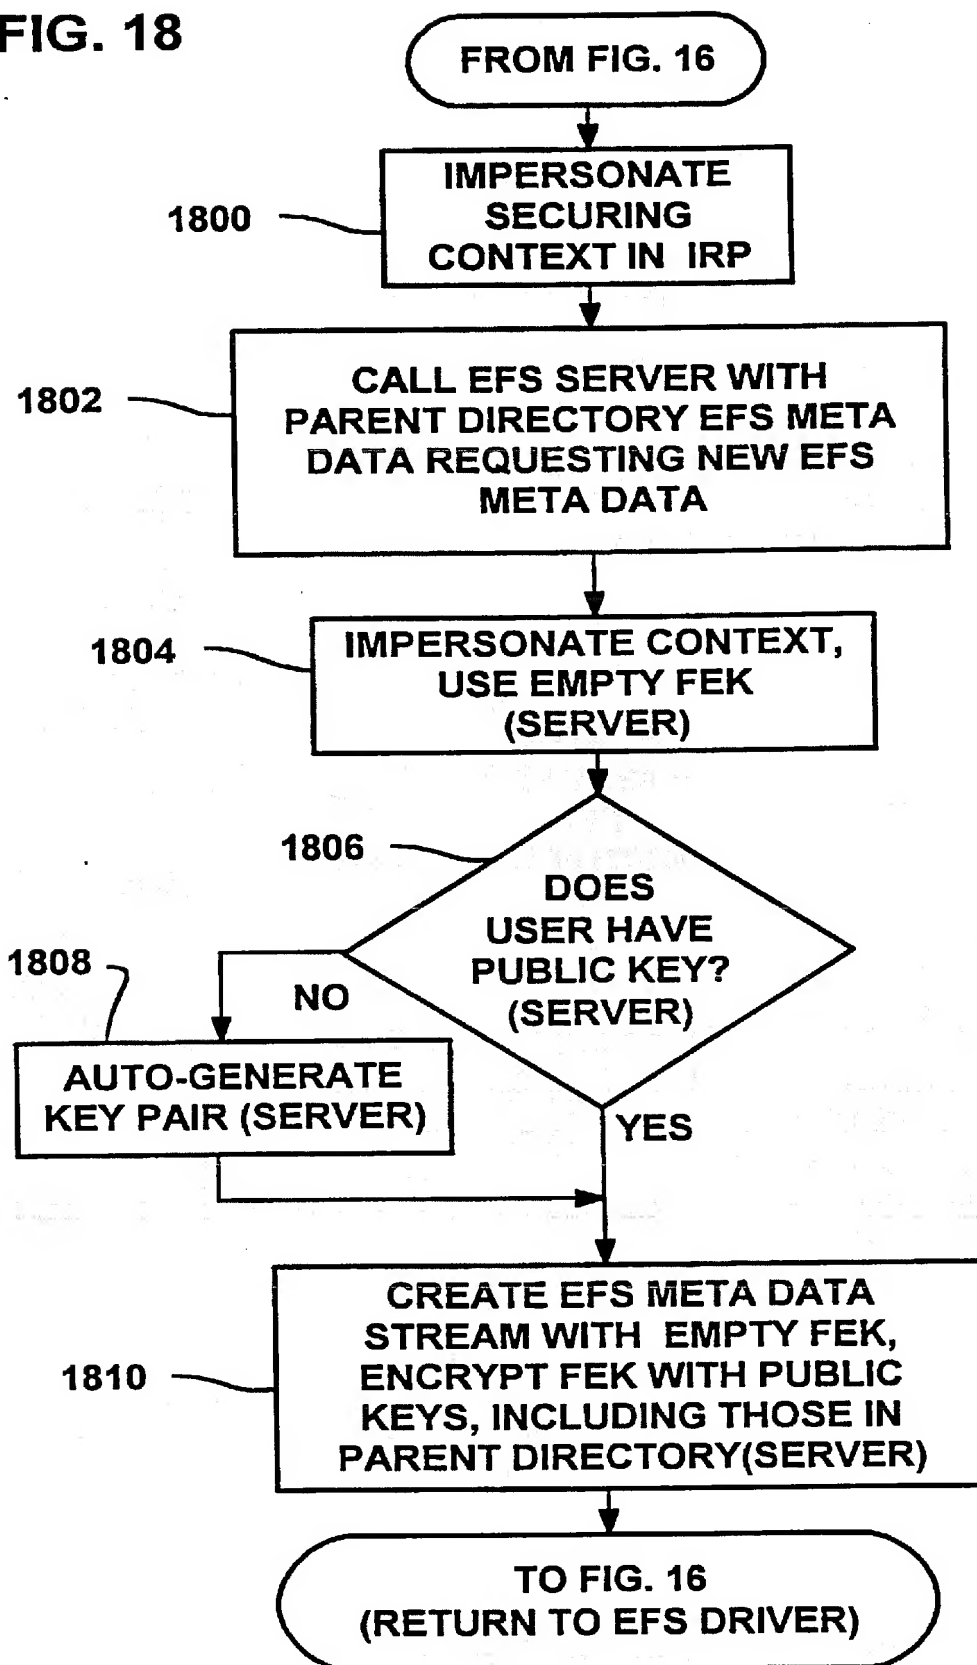 FIG. 18
FROM FIG. 16
1800
IMPERSONATE
SECURING
CONTEXT IN IRP
1802
CALL EFS SERVER WITH
PARENT DIRECTORY EFS META
DATA REQUESTING NEW EFS
META DATA
1804
IMPERSONATE CONTEXT,
USE EMPTY FEK
(SERVER)
1806
DOES
USER HAVE
PUBLIC KEY?
(SERVER)
1808
NO
AUTO-GENERATE
KEY PAIR (SERVER)
YES
1810
CREATE EFS META DATA
STREAM WITH EMPTY FEK,
ENCRYPT FEK WITH PUBLIC
KEYS, INCLUDING THOSE IN
PARENT DIRECTORY(SERVER)
TO FIG. 16
(RETURN TO EFS DRIVER)